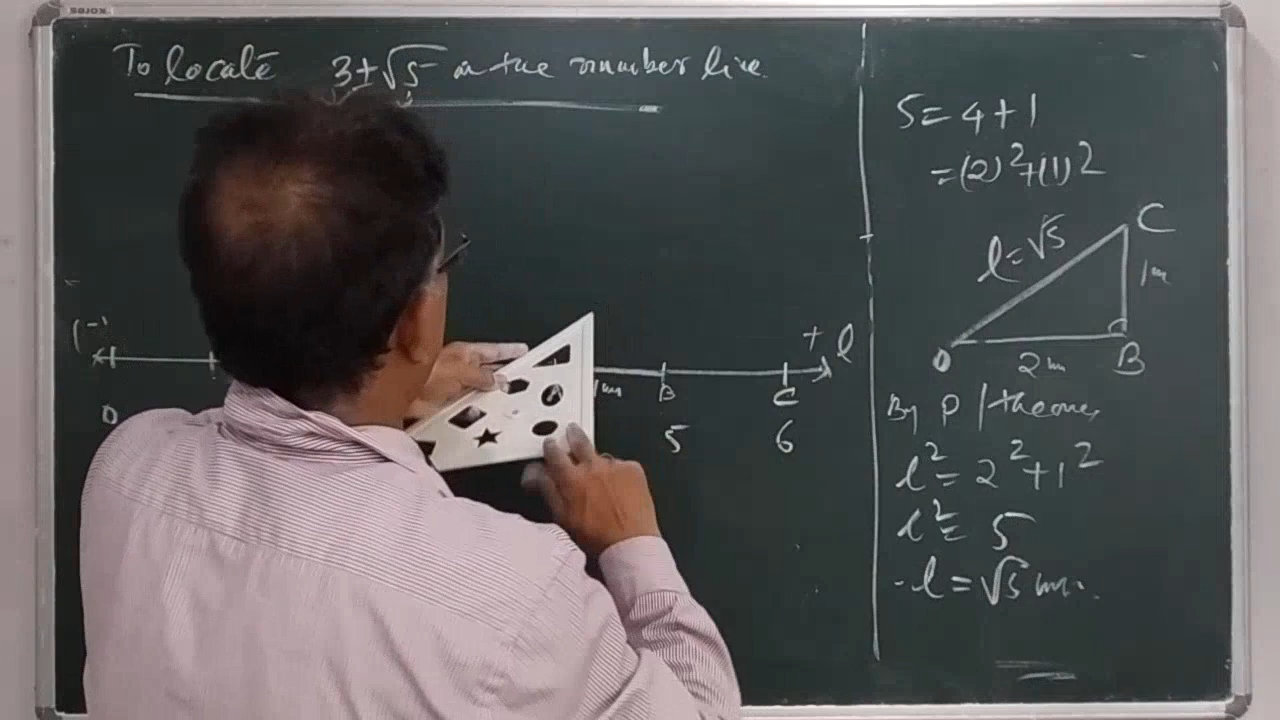 To locate 3+√5 on the number line.
(-
+ l
0
1m
B
C
5
6
5 = 4+1
= (2)²+(1)²
l = √5
C
1m
O
2m
B
By P/theorem
l² = 2²+1²
l² = 5
l = √5 m.